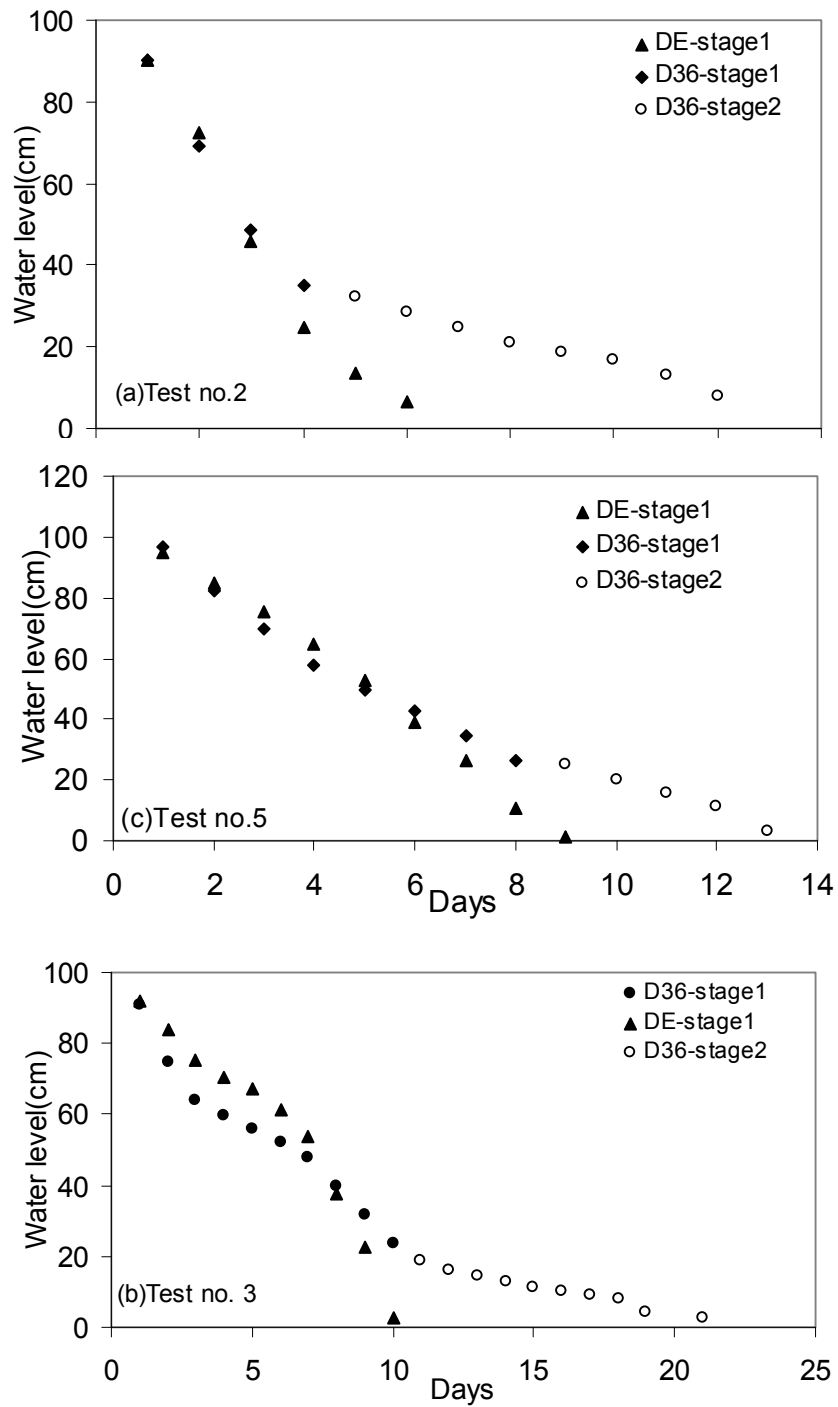 100
80
60
40
20
0
Water level(cm)
DE-stage1
D36-stage1
D36-stage2
(a)Test no.2
120
100
80
60
40
20
0
Water level(cm)
DE-stage1
D36-stage1
D36-stage2
(c)Test no.5
0 2 4 6 8 10 12 14
Days
100
80
60
40
20
0
Water level(cm)
D36-stage1
DE-stage1
D36-stage2
(b)Test no. 3
0 5 10 15 20 25
Days